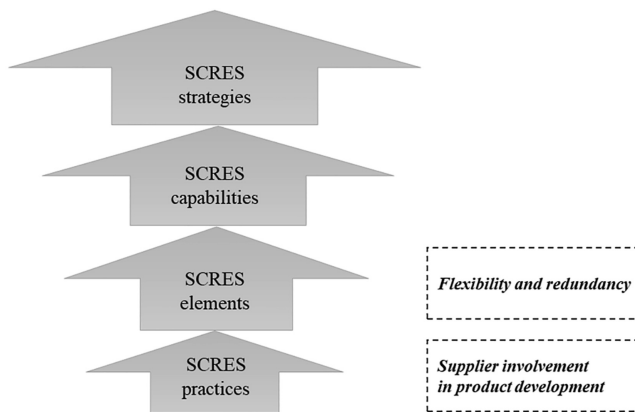 SCRES
strategies
SCRES
capabilities
SCRES
elements
Flexibility and redundancy
SCRES
practices
Supplier involvement
in product development